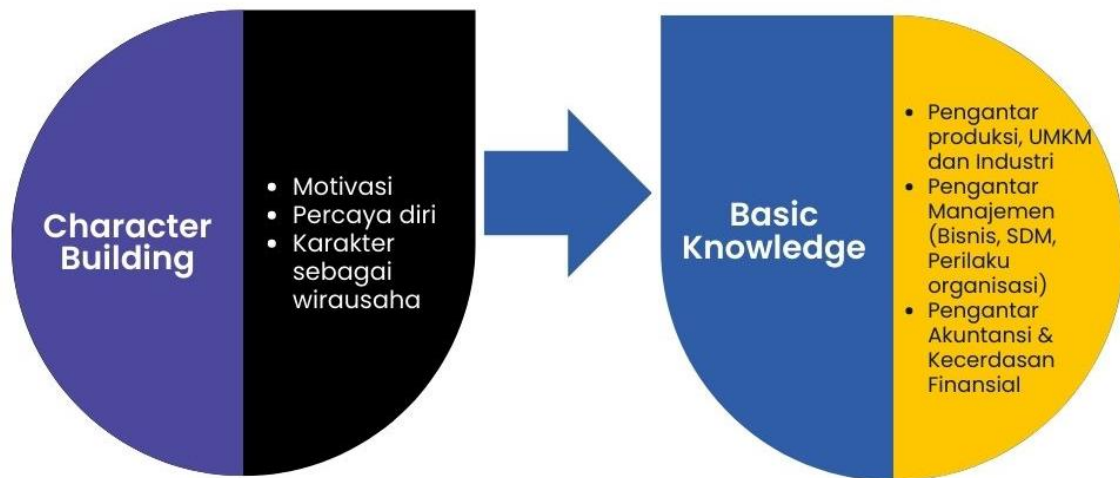 Character
Building
• Motivasi
• Percaya diri
• Karakter
sebagai
wirausaha
Basic
Knowledge
• Pengantar
produksi, UMKM
dan Industri
• Pengantar
Manajemen
(Bisnis, SDM,
Perilaku
organisasi)
• Pengantar
Akuntansi &
Kecerdasan
Finansial